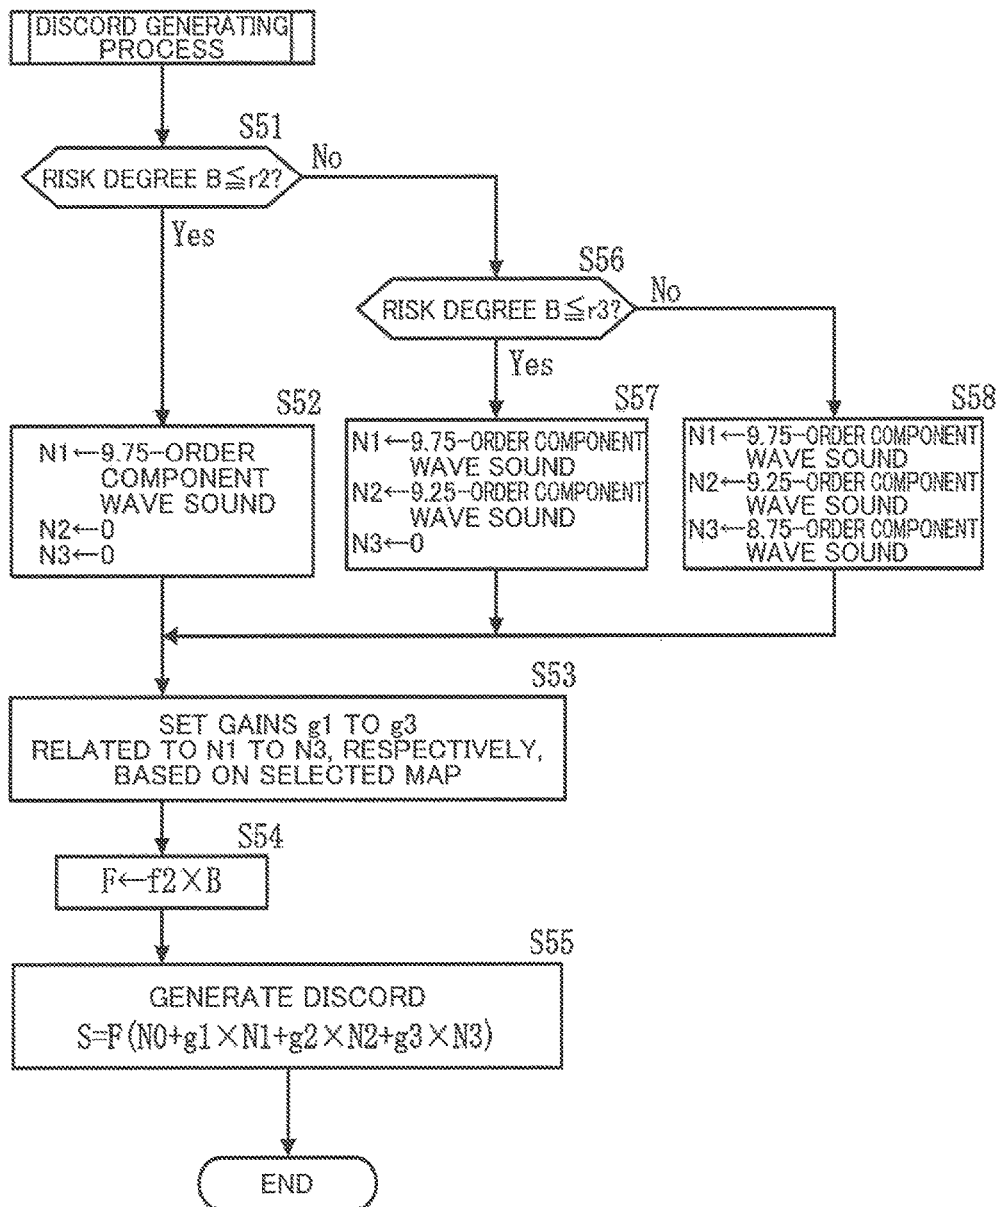 DISCORD GENERATING
PROCESS
S51
RISK DEGREE B≦r2?
No
Yes
S56
RISK DEGREE B≦r3?
No
Yes
S52
N1←9.75-ORDER
COMPONENT
WAVE SOUND
N2←0
N3←0
S57
N1←9.75-ORDER COMPONENT
WAVE SOUND
N2←9.25-ORDER COMPONENT
WAVE SOUND
N3←0
S58
N1←9.75-ORDER COMPONENT
WAVE SOUND
N2←9.25-ORDER COMPONENT
WAVE SOUND
N3←8.75-ORDER COMPONENT
WAVE SOUND
S53
SET GAINS g1 TO g3
RELATED TO N1 TO N3, RESPECTIVELY,
BASED ON SELECTED MAP
S54
F←f2×B
S55
GENERATE DISCORD
S=F(N0+g1×N1+g2×N2+g3×N3)
END